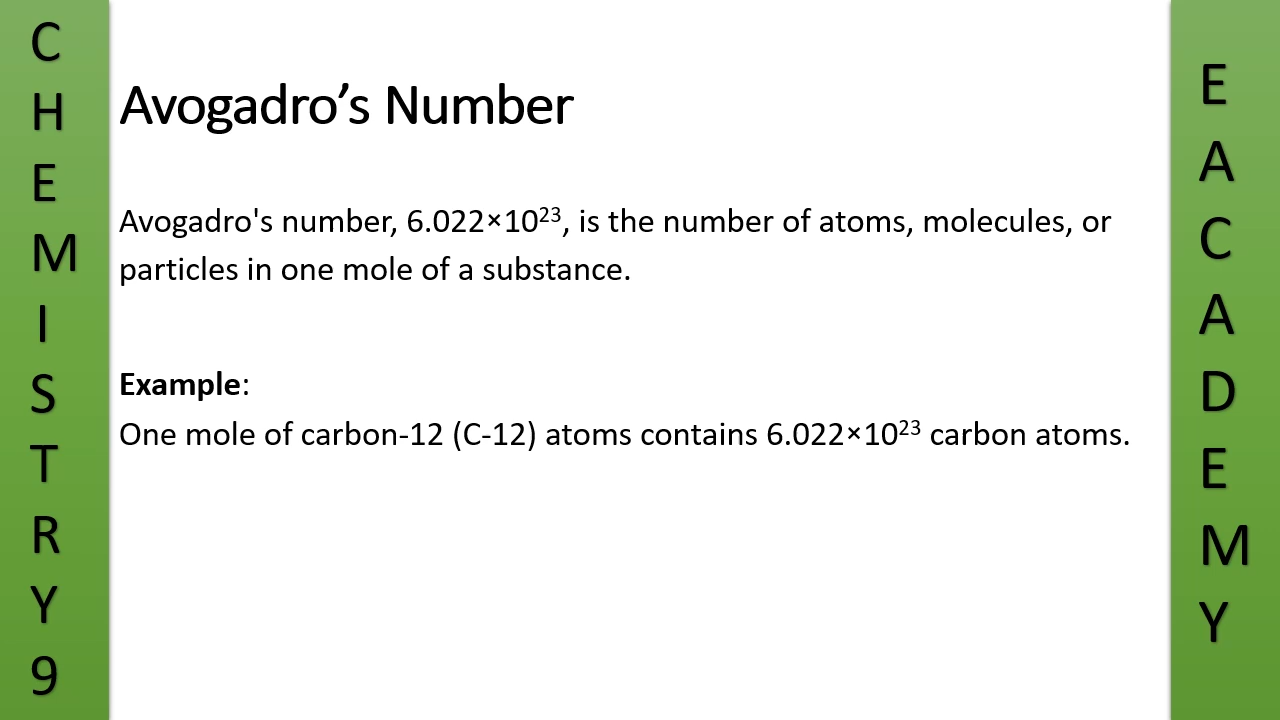 CHEMISTRY9
Avogadro’s Number
Avogadro's number, 6.022×10²³, is the number of atoms, molecules, or
particles in one mole of a substance.
Example:
One mole of carbon-12 (C-12) atoms contains 6.022×10²³ carbon atoms.
EACADEMY